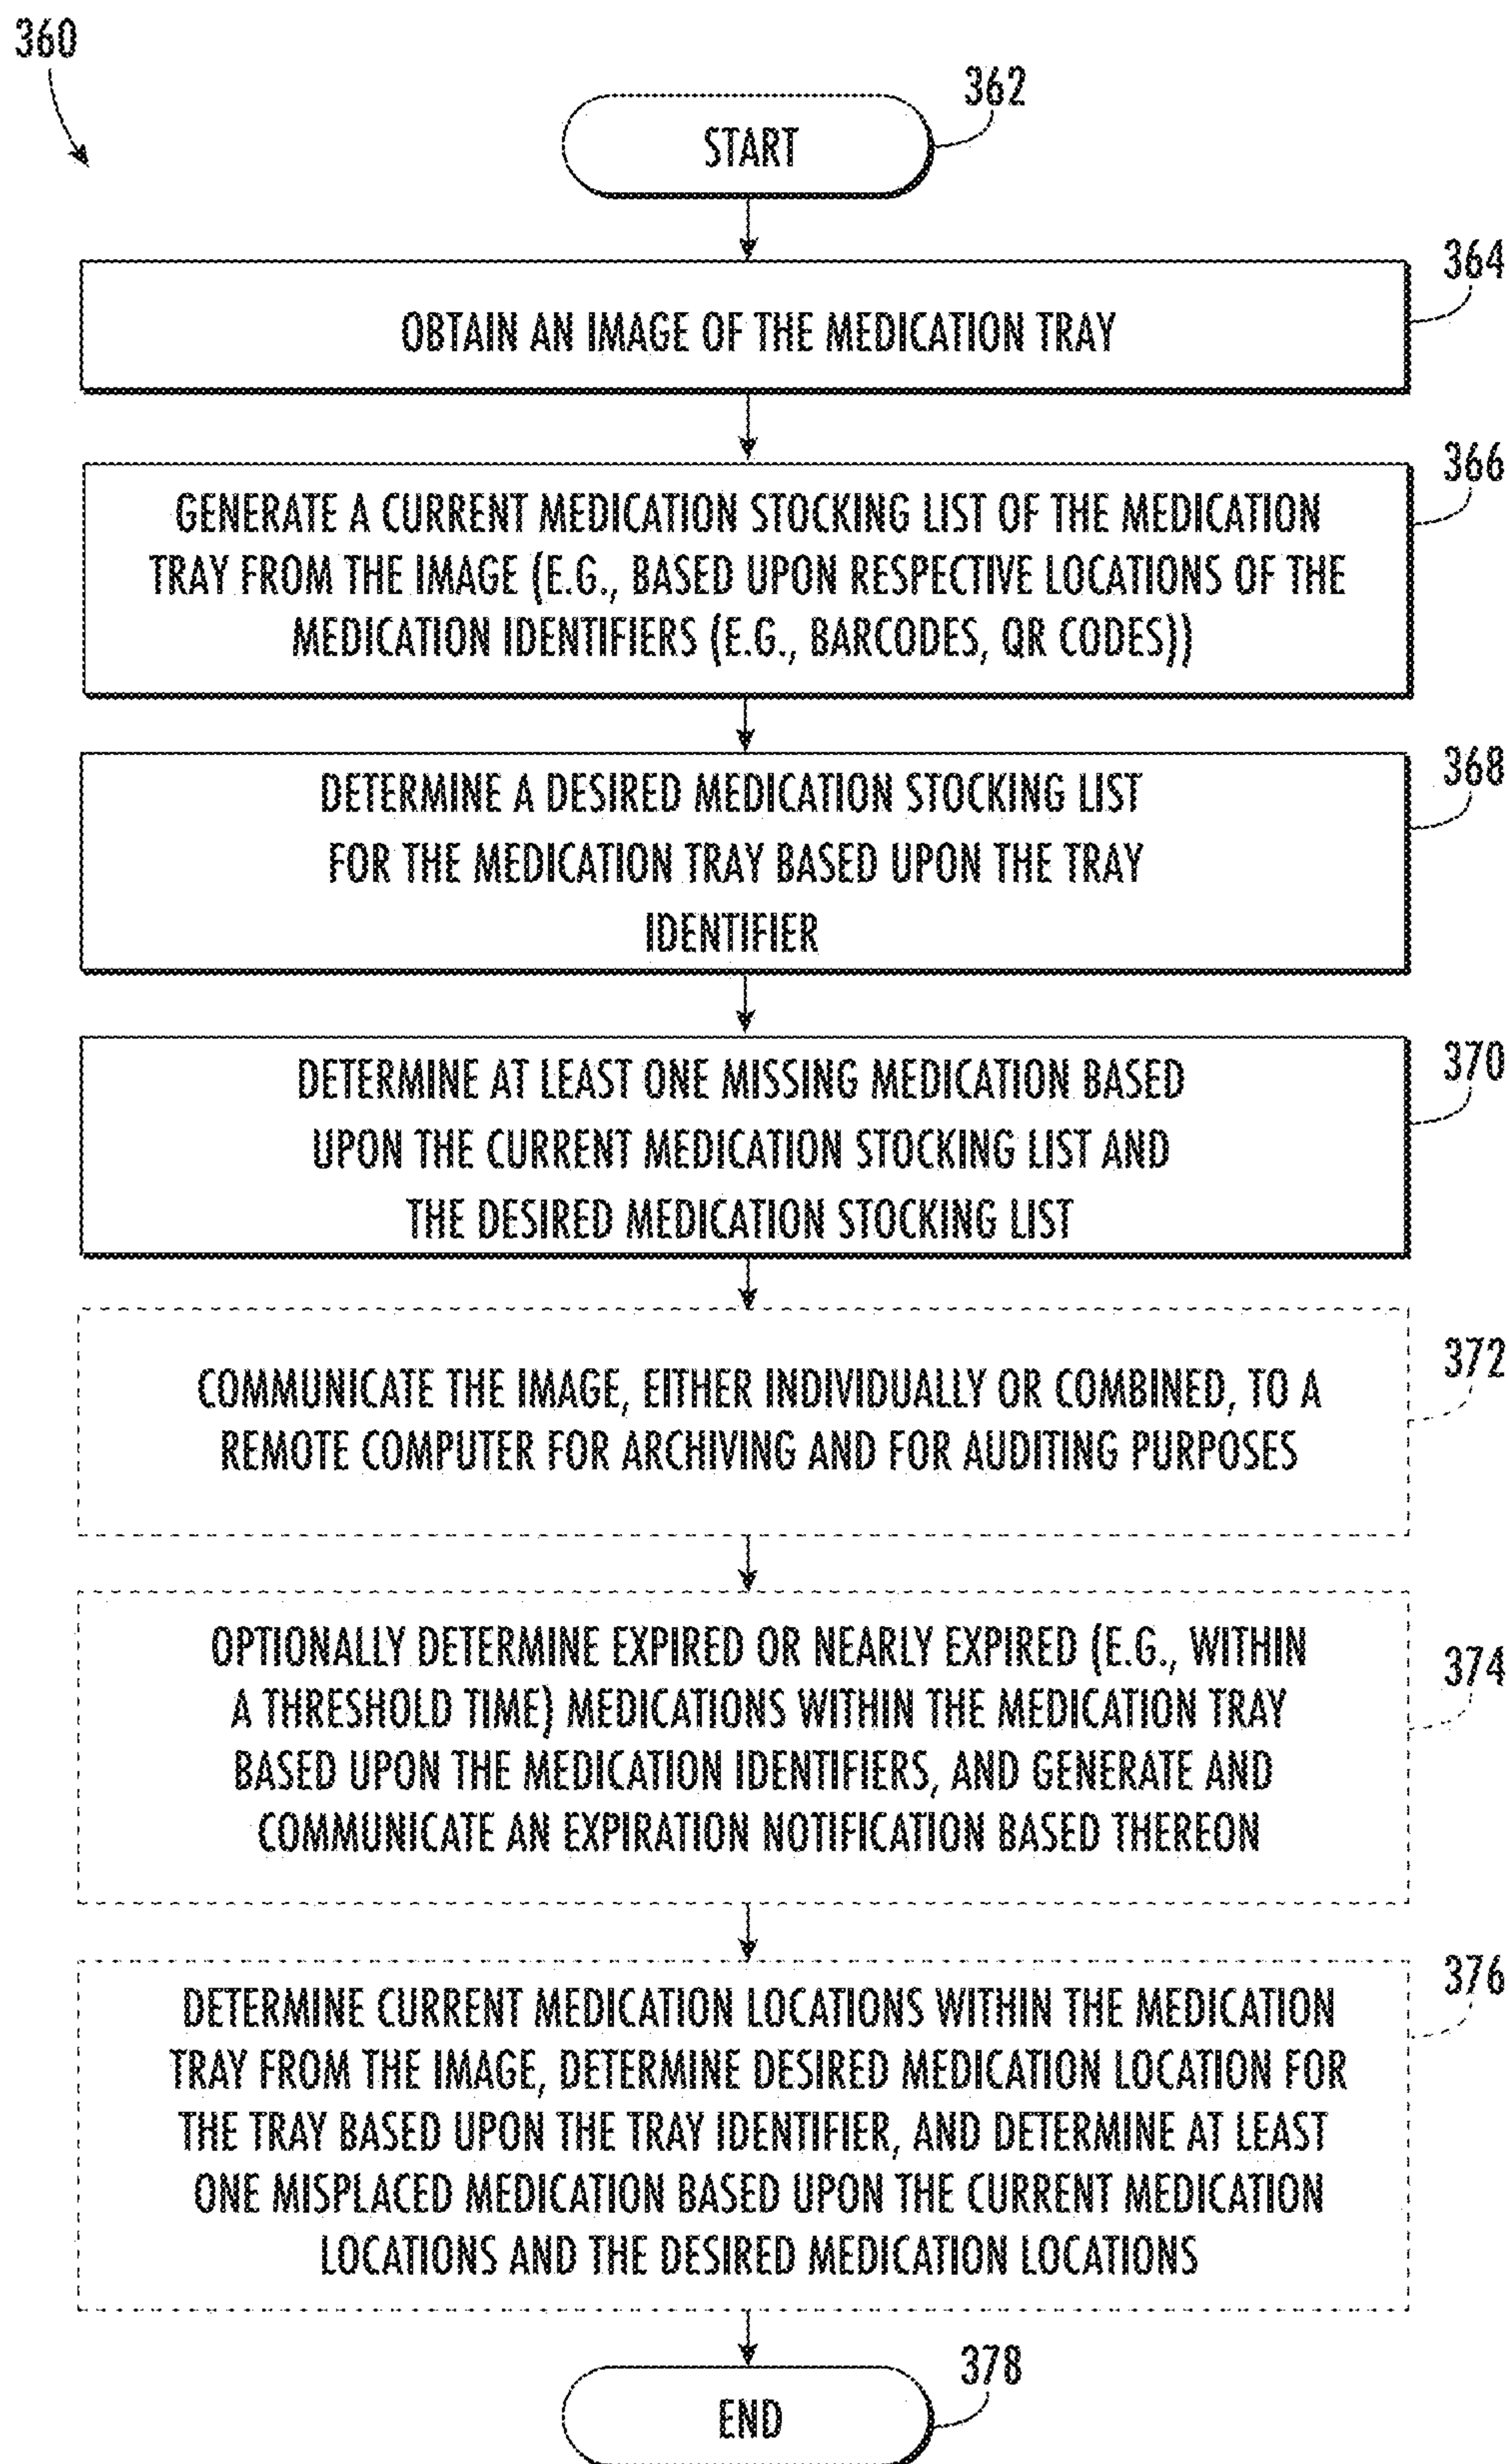 360
362
START
364
OBTAIN AN IMAGE OF THE MEDICATION TRAY
366
GENERATE A CURRENT MEDICATION STOCKING LIST OF THE MEDICATION
TRAY FROM THE IMAGE (E.G., BASED UPON RESPECTIVE LOCATIONS OF THE
MEDICATION IDENTIFIERS (E.G., BARCODES, QR CODES))
368
DETERMINE A DESIRED MEDICATION STOCKING LIST
FOR THE MEDICATION TRAY BASED UPON THE TRAY
IDENTIFIER
370
DETERMINE AT LEAST ONE MISSING MEDICATION BASED
UPON THE CURRENT MEDICATION STOCKING LIST AND
THE DESIRED MEDICATION STOCKING LIST
372
COMMUNICATE THE IMAGE, EITHER INDIVIDUALLY OR COMBINED, TO A
REMOTE COMPUTER FOR ARCHIVING AND FOR AUDITING PURPOSES
374
OPTIONALLY DETERMINE EXPIRED OR NEARLY EXPIRED (E.G., WITHIN
A THRESHOLD TIME) MEDICATIONS WITHIN THE MEDICATION TRAY
BASED UPON THE MEDICATION IDENTIFIERS, AND GENERATE AND
COMMUNICATE AN EXPIRATION NOTIFICATION BASED THEREON
376
DETERMINE CURRENT MEDICATION LOCATIONS WITHIN THE MEDICATION
TRAY FROM THE IMAGE, DETERMINE DESIRED MEDICATION LOCATION FOR
THE TRAY BASED UPON THE TRAY IDENTIFIER, AND DETERMINE AT LEAST
ONE MISPLACED MEDICATION BASED UPON THE CURRENT MEDICATION
LOCATIONS AND THE DESIRED MEDICATION LOCATIONS
378
END